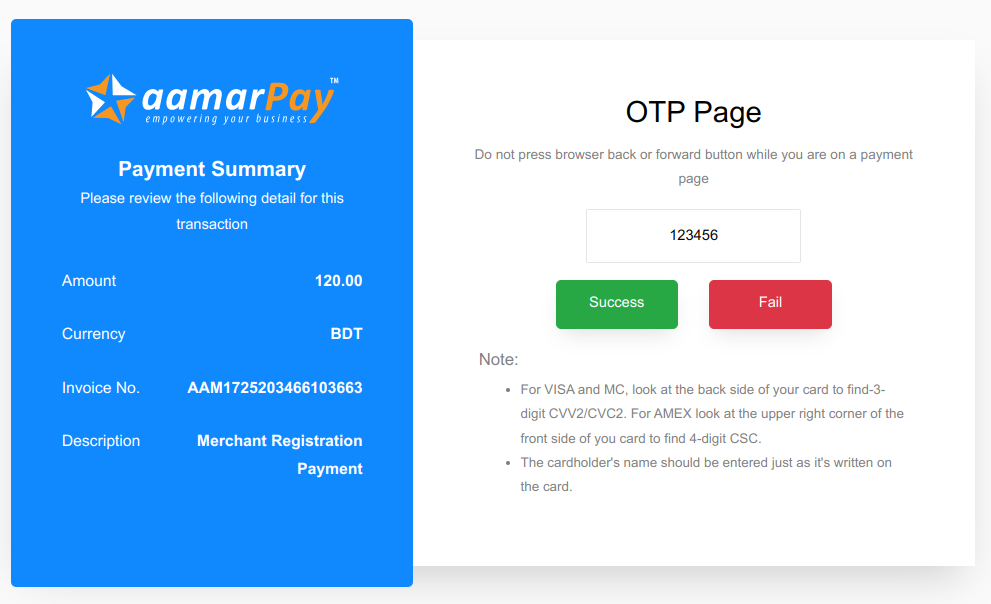 aamarPay™
empowering your business
Payment Summary
Please review the following detail for this
transaction
Amount 120.00
Currency BDT
Invoice No. AAM1725203466103663
Description Merchant Registration
Payment
OTP Page
Do not press browser back or forward button while you are on a payment
page
123456
Success Fail
Note:
• For VISA and MC, look at the back side of your card to find-3-
digit CVV2/CVC2. For AMEX look at the upper right corner of the
front side of you card to find 4-digit CSC.
• The cardholder's name should be entered just as it's written on
the card.